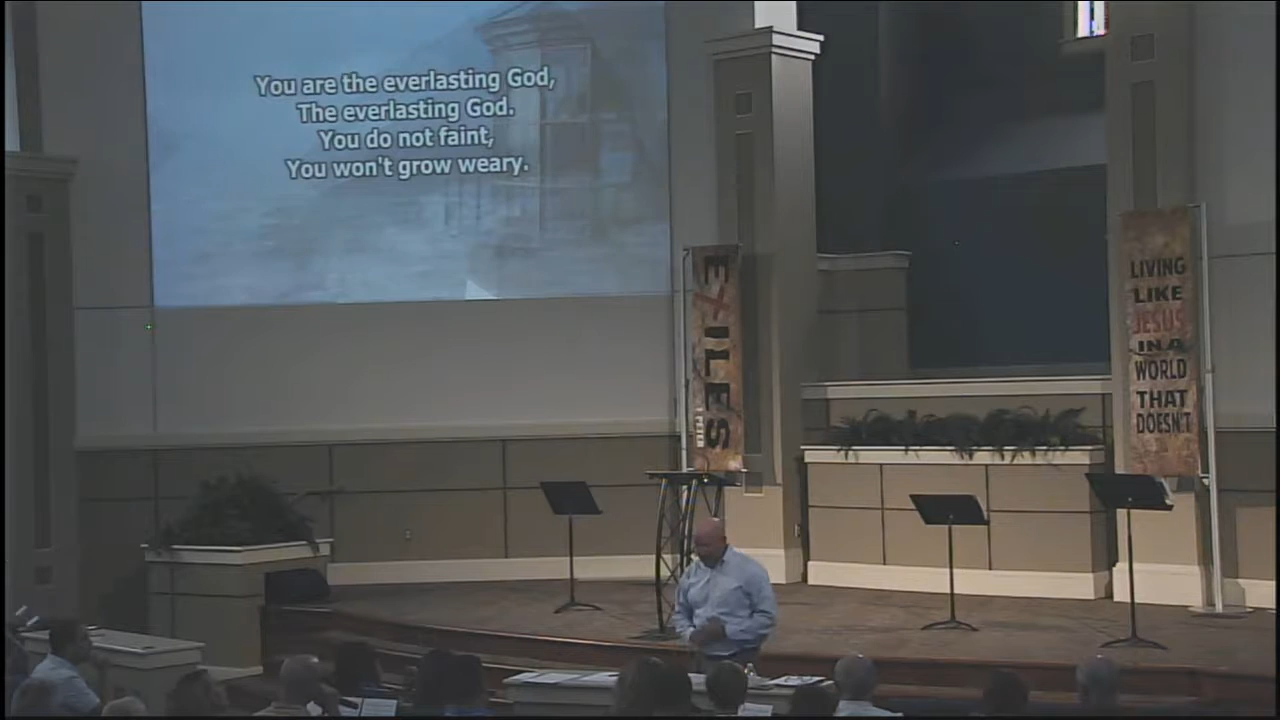 You are the everlasting God,
The everlasting God.
You do not faint,
You won't grow weary.
EXILES
LIVING
LIKE
JESUS
IN A
WORLD
THAT
DOESN'T